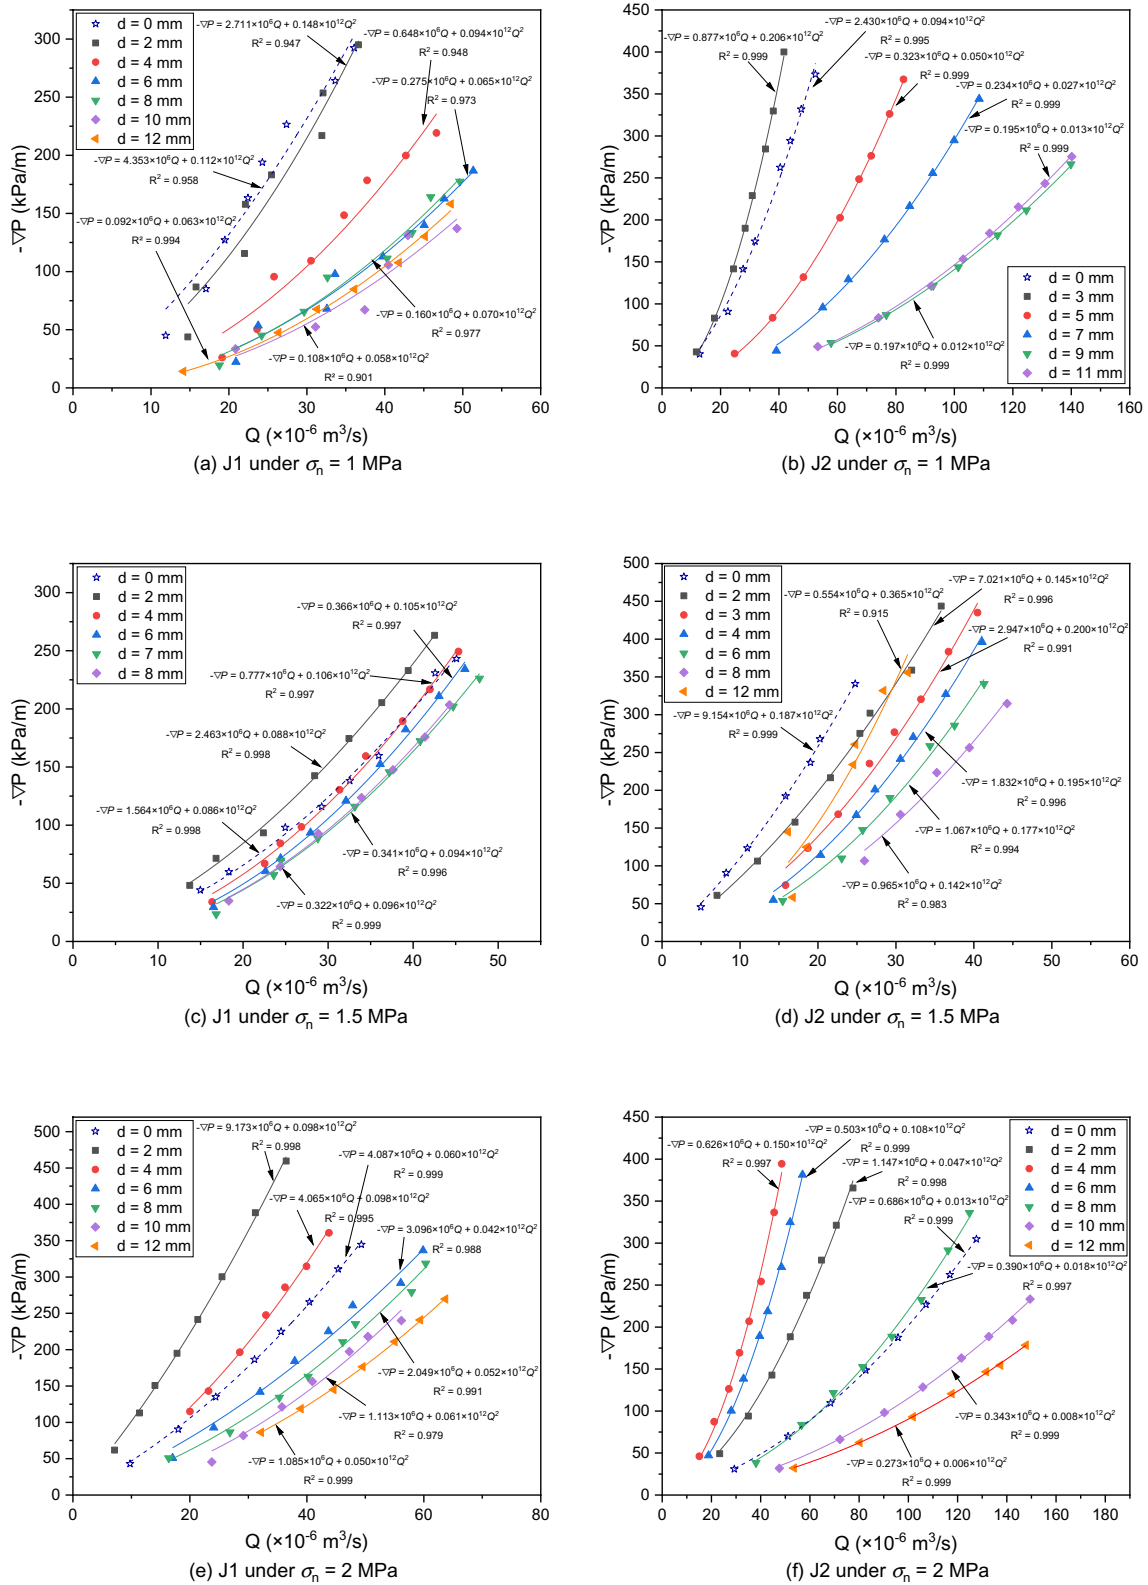 d = 0 mm
d = 2 mm
d = 4 mm
d = 6 mm
d = 8 mm
d = 10 mm
d = 12 mm
-∇P = 2.711×10⁶Q + 0.148×10¹²Q²
R² = 0.947
-∇P = 0.648×10⁶Q + 0.094×10¹²Q²
R² = 0.948
-∇P = 0.275×10⁶Q + 0.065×10¹²Q²
R² = 0.973
-∇P = 4.353×10⁶Q + 0.112×10¹²Q²
R² = 0.958
-∇P = 0.092×10⁶Q + 0.063×10¹²Q²
R² = 0.994
-∇P = 0.160×10⁶Q + 0.070×10¹²Q²
R² = 0.977
-∇P = 0.108×10⁶Q + 0.058×10¹²Q²
R² = 0.901
300
250
200
150
100
50
0
-∇P (kPa/m)
0 10 20 30 40 50 60
Q (×10⁻⁶ m³/s)
(a) J1 under σₙ = 1 MPa
-∇P = 2.430×10⁶Q + 0.094×10¹²Q²
R² = 0.995
-∇P = 0.877×10⁶Q + 0.206×10¹²Q²
R² = 0.999
-∇P = 0.323×10⁶Q + 0.050×10¹²Q²
R² = 0.999
-∇P = 0.234×10⁶Q + 0.027×10¹²Q²
R² = 0.999
-∇P = 0.195×10⁶Q + 0.013×10¹²Q²
R² = 0.999
-∇P = 0.197×10⁶Q + 0.012×10¹²Q²
R² = 0.999
d = 0 mm
d = 3 mm
d = 5 mm
d = 7 mm
d = 9 mm
d = 11 mm
450
400
350
300
250
200
150
100
50
0
-∇P (kPa/m)
0 20 40 60 80 100 120 140 160
Q (×10⁻⁶ m³/s)
(b) J2 under σₙ = 1 MPa
d = 0 mm
d = 2 mm
d = 4 mm
d = 6 mm
d = 7 mm
d = 8 mm
-∇P = 0.366×10⁶Q + 0.105×10¹²Q²
R² = 0.997
-∇P = 0.777×10⁶Q + 0.106×10¹²Q²
R² = 0.997
-∇P = 2.463×10⁶Q + 0.088×10¹²Q²
R² = 0.998
-∇P = 1.564×10⁶Q + 0.086×10¹²Q²
R² = 0.998
-∇P = 0.341×10⁶Q + 0.094×10¹²Q²
R² = 0.996
-∇P = 0.322×10⁶Q + 0.096×10¹²Q²
R² = 0.999
300
250
200
150
100
50
0
-∇P (kPa/m)
0 10 20 30 40 50
Q (×10⁻⁶ m³/s)
(c) J1 under σₙ = 1.5 MPa
d = 0 mm
d = 2 mm
d = 3 mm
d = 4 mm
d = 6 mm
d = 8 mm
d = 12 mm
-∇P = 7.021×10⁶Q + 0.145×10¹²Q²
R² = 0.996
-∇P = 0.554×10⁶Q + 0.365×10¹²Q²
R² = 0.915
-∇P = 2.947×10⁶Q + 0.200×10¹²Q²
R² = 0.991
-∇P = 9.154×10⁶Q + 0.187×10¹²Q²
R² = 0.999
-∇P = 1.832×10⁶Q + 0.195×10¹²Q²
R² = 0.996
-∇P = 1.067×10⁶Q + 0.177×10¹²Q²
R² = 0.994
-∇P = 0.965×10⁶Q + 0.142×10¹²Q²
R² = 0.983
500
450
400
350
300
250
200
150
100
50
0
-∇P (kPa/m)
0 10 20 30 40 50 60
Q (×10⁻⁶ m³/s)
(d) J2 under σₙ = 1.5 MPa
d = 0 mm
d = 2 mm
d = 4 mm
d = 6 mm
d = 8 mm
d = 10 mm
d = 12 mm
-∇P = 9.173×10⁶Q + 0.098×10¹²Q²
R² = 0.998
-∇P = 4.087×10⁶Q + 0.060×10¹²Q²
R² = 0.999
-∇P = 4.065×10⁶Q + 0.098×10¹²Q²
R² = 0.995
-∇P = 3.096×10⁶Q + 0.042×10¹²Q²
R² = 0.988
-∇P = 2.049×10⁶Q + 0.052×10¹²Q²
R² = 0.991
-∇P = 1.113×10⁶Q + 0.061×10¹²Q²
R² = 0.979
-∇P = 1.085×10⁶Q + 0.050×10¹²Q²
R² = 0.999
500
450
400
350
300
250
200
150
100
50
0
-∇P (kPa/m)
0 20 40 60 80
Q (×10⁻⁶ m³/s)
(e) J1 under σₙ = 2 MPa
-∇P = 0.503×10⁶Q + 0.108×10¹²Q²
R² = 0.999
-∇P = 0.626×10⁶Q + 0.150×10¹²Q²
R² = 0.997
-∇P = 1.147×10⁶Q + 0.047×10¹²Q²
R² = 0.998
-∇P = 0.686×10⁶Q + 0.013×10¹²Q²
R² = 0.999
-∇P = 0.390×10⁶Q + 0.018×10¹²Q²
R² = 0.997
-∇P = 0.343×10⁶Q + 0.008×10¹²Q²
R² = 0.999
-∇P = 0.273×10⁶Q + 0.006×10¹²Q²
R² = 0.999
d = 0 mm
d = 2 mm
d = 4 mm
d = 6 mm
d = 8 mm
d = 10 mm
d = 12 mm
450
400
350
300
250
200
150
100
50
0
-∇P (kPa/m)
0 20 40 60 80 100 120 140 160 180
Q (×10⁻⁶ m³/s)
(f) J2 under σₙ = 2 MPa